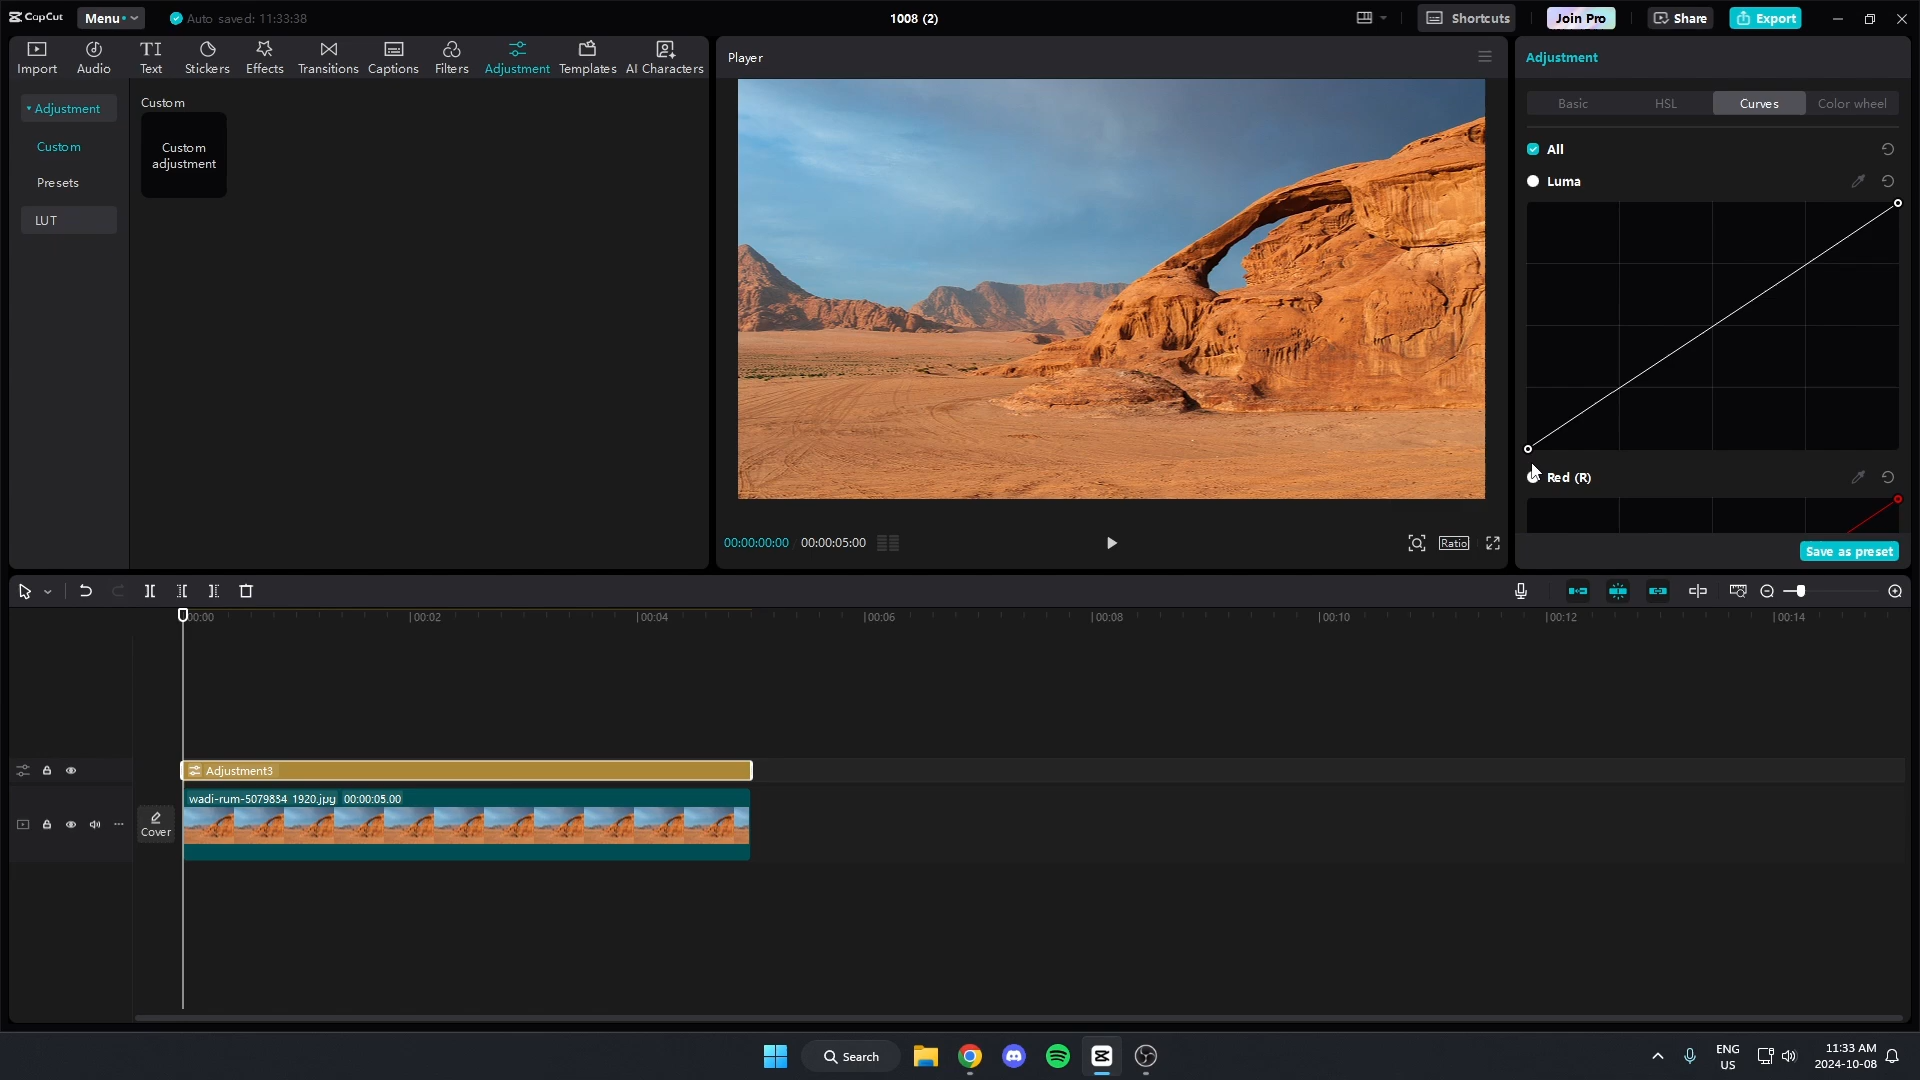 CapCut
Menu
Auto saved: 11:33:38
1008 (2)
Shortcuts
Join Pro
Share
Export
Import
Audio
Text
Stickers
Effects
Transitions
Captions
Filters
Adjustment
Templates
AI Characters
Adjustment
Custom
Presets
LUT
Custom
Custom
adjustment
Player
00:00:00:00
00:00:05:00
Ratio
Adjustment
Basic
HSL
Curves
Color wheel
All
Luma
Red (R)
Save as preset
00:00
00:02
00:04
00:06
00:08
00:10
00:12
00:14
Adjustment3
wadi-rum-5079834_1920.jpg 00:00:05:00
Cover
Search
ENG
US
11:33 AM
2024-10-08